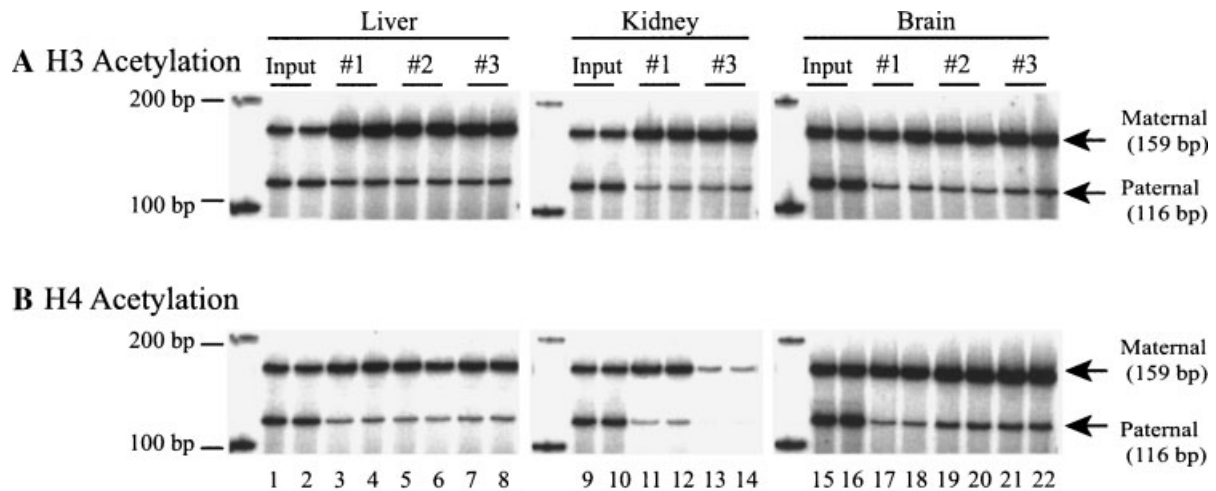 Liver Kidney Brain
A H3 Acetylation
Input #1 #2 #3 Input #1 #3 Input #1 #2 #3
200 bp
Maternal
(159 bp)
100 bp
Paternal
(116 bp)
B H4 Acetylation
200 bp
Maternal
(159 bp)
100 bp
Paternal
(116 bp)
1 2 3 4 5 6 7 8 9 10 11 12 13 14 15 16 17 18 19 20 21 22